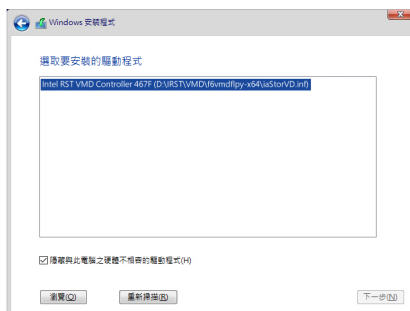 Windows 安裝程式
選取要安裝的驅動程式
Intel RST VMD Controller 467F (D:\IRST\VMD\f6vmdflpy-x64\iaStorVD.inf)
隱藏與此電腦之硬體不相容的驅動程式(H)
瀏覽(O) 重新掃描(R) 下一步(N)